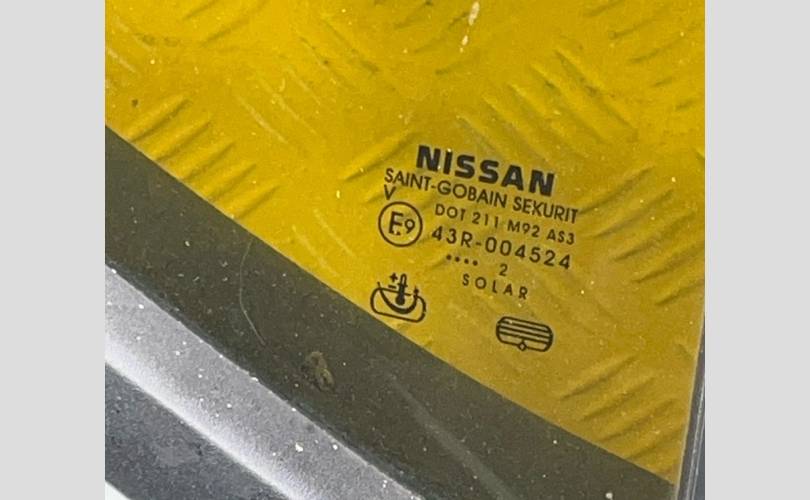 NISSAN
SAINT-GOBAIN SEKURIT
V
E9
DOT 211 M92 AS3
43R-004524
.... 2
SOLAR